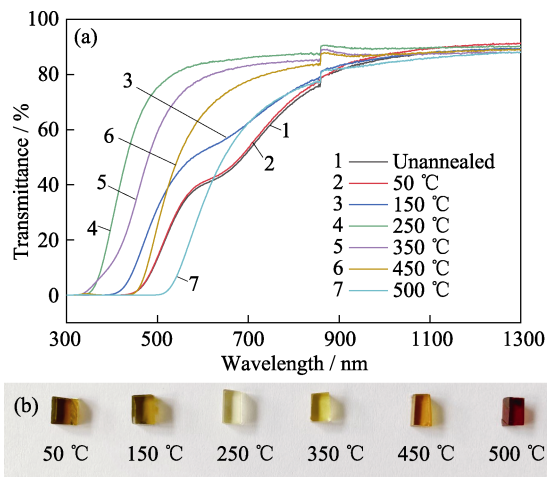 (a)
100
80
60
40
20
0
Transmittance / %
3
6
5
4
1
2
7
1 Unannealed
2 50 ℃
3 150 ℃
4 250 ℃
5 350 ℃
6 450 ℃
7 500 ℃
300 500 700 900 1100 1300
Wavelength / nm
(b)
50 ℃ 150 ℃ 250 ℃ 350 ℃ 450 ℃ 500 ℃